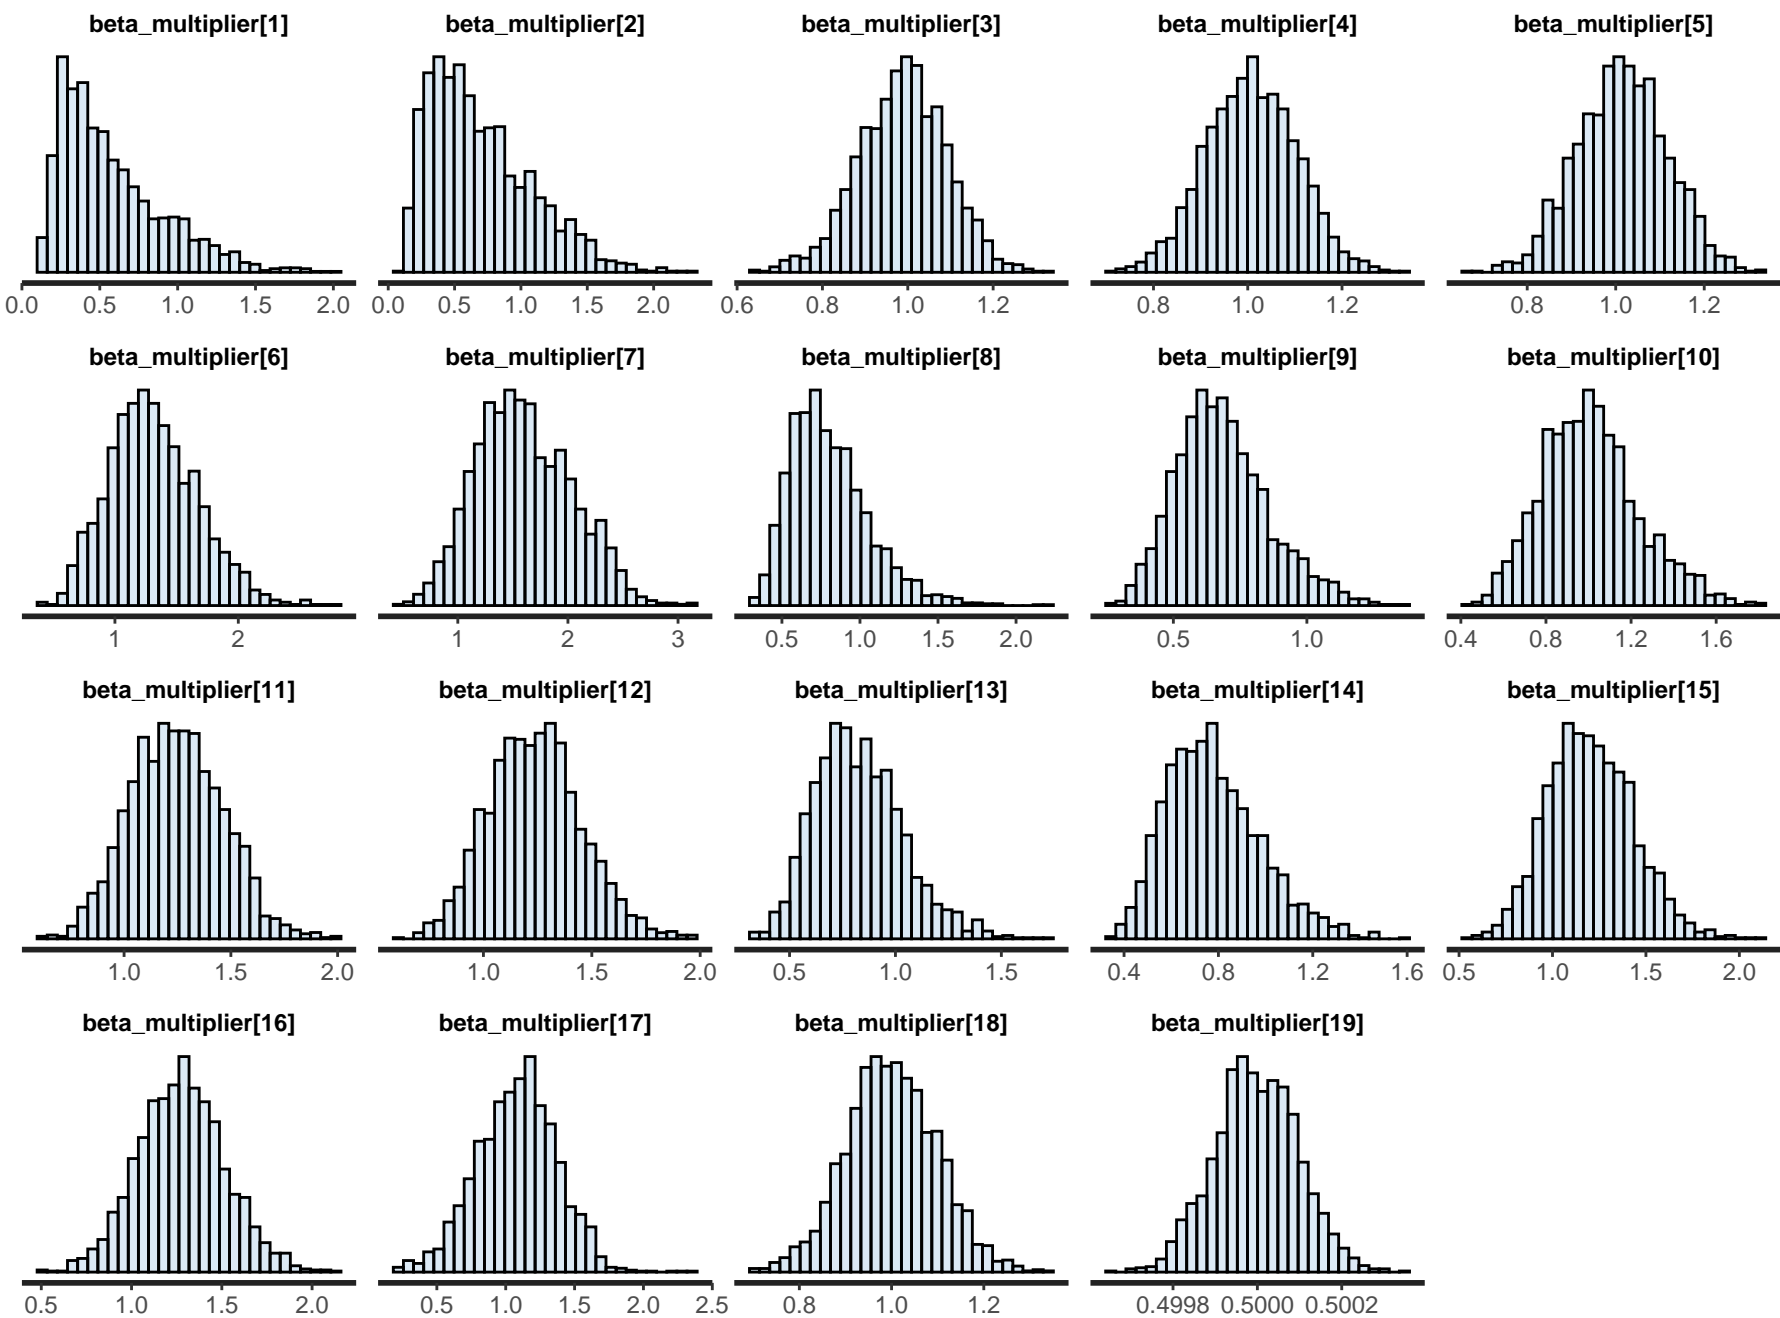 beta_multiplier[1] beta_multiplier[2] beta_multiplier[3] beta_multiplier[4] beta_multiplier[5]
0.0 0.5 1.0 1.5 2.0 0.0 0.5 1.0 1.5 2.0 0.6 0.8 1.0 1.2 0.8 1.0 1.2 0.8 1.0 1.2
beta_multiplier[6] beta_multiplier[7] beta_multiplier[8] beta_multiplier[9] beta_multiplier[10]
1 2 1 2 3 0.5 1.0 1.5 2.0 0.5 1.0 0.4 0.8 1.2 1.6
beta_multiplier[11] beta_multiplier[12] beta_multiplier[13] beta_multiplier[14] beta_multiplier[15]
1.0 1.5 2.0 1.0 1.5 2.0 0.5 1.0 1.5 0.4 0.8 1.2 1.6 0.5 1.0 1.5 2.0
beta_multiplier[16] beta_multiplier[17] beta_multiplier[18] beta_multiplier[19]
0.5 1.0 1.5 2.0 0.5 1.0 1.5 2.0 2.5 0.8 1.0 1.2 0.4998 0.5000 0.5002